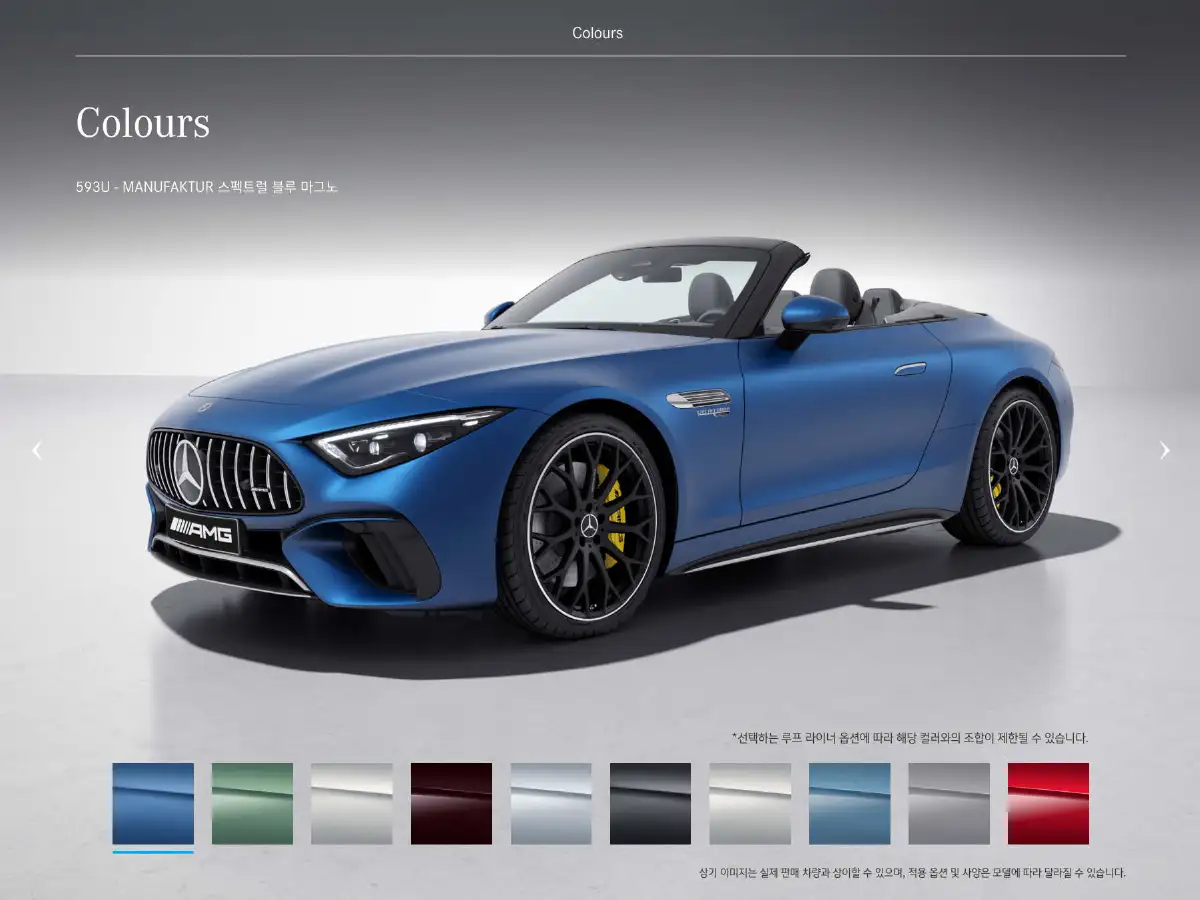 Colours
Colours
593U - MANUFAKTUR 스펙트럴 블루 마그노
AMG
*선택하는 루프 라이너 옵션에 따라 해당 컬러와의 조합이 제한될 수 있습니다.
상기 이미지는 실제 판매 차량과 상이할 수 있으며, 적용 옵션 및 사양은 모델에 따라 달라질 수 있습니다.